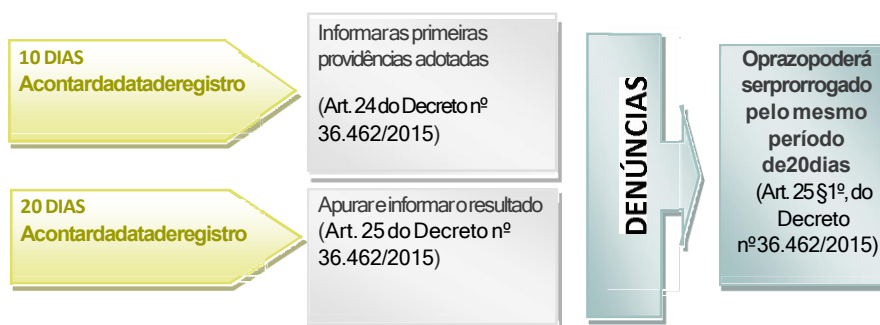 10 DIAS
Acontardadataderegistro
Informaras primeiras
providências adotadas
(Art. 24 do Decreto nº
36.462/2015)
20 DIAS
Acontardadataderegistro
Apurareinformaroresultado
(Art. 25 do Decreto nº
36.462/2015)
DENÚNCIAS
Oprazopoderá
serprorrogado
pelo mesmo
período
de20dias
(Art. 25 §1º, do
Decreto
nº36.462/2015)